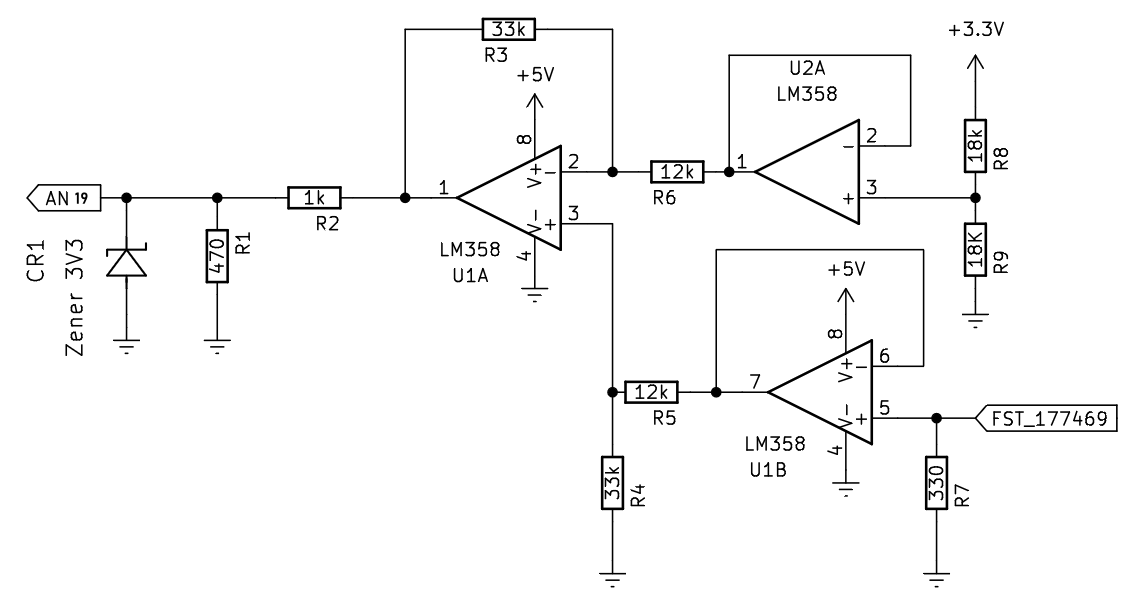 33k
R3
+5V
8
V+
-
2
1
V-
+
3
4
LM358
U1A
AN 19
CR1
Zener 3V3
470
R1
1k
R2
12k
R6
U2A
LM358
1
-
2
+
3
+3.3V
18k
R8
18K
R9
+5V
8
V+
-
6
7
V-
+
5
4
LM358
U1B
12k
R5
33k
R4
FST_177469
330
R7